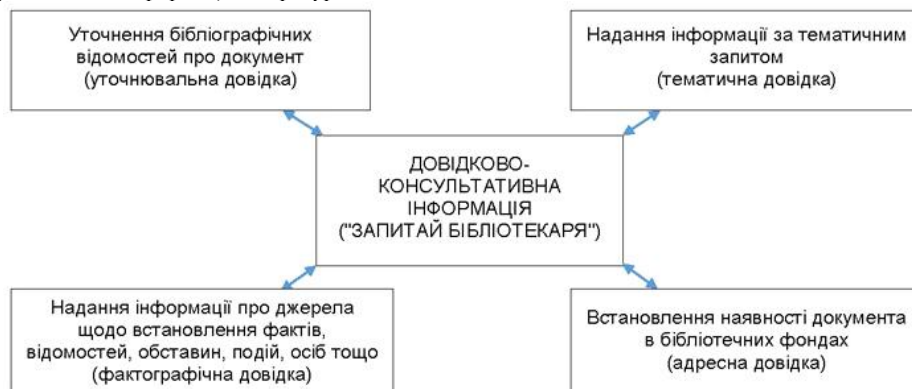 Уточнення бібліографічних
відомостей про документ
(уточнювальна довідка)
Надання інформації за тематичним
запитом
(тематична довідка)
ДОВІДКОВО-
КОНСУЛЬТАТИВНА
ІНФОРМАЦІЯ
("ЗАПИТАЙ БІБЛІОТЕКАРЯ")
Надання інформації про джерела
щодо встановлення фактів,
відомостей, обставин, подій, осіб тощо
(фактографічна довідка)
Встановлення наявності документа
в бібліотечних фондах
(адресна довідка)